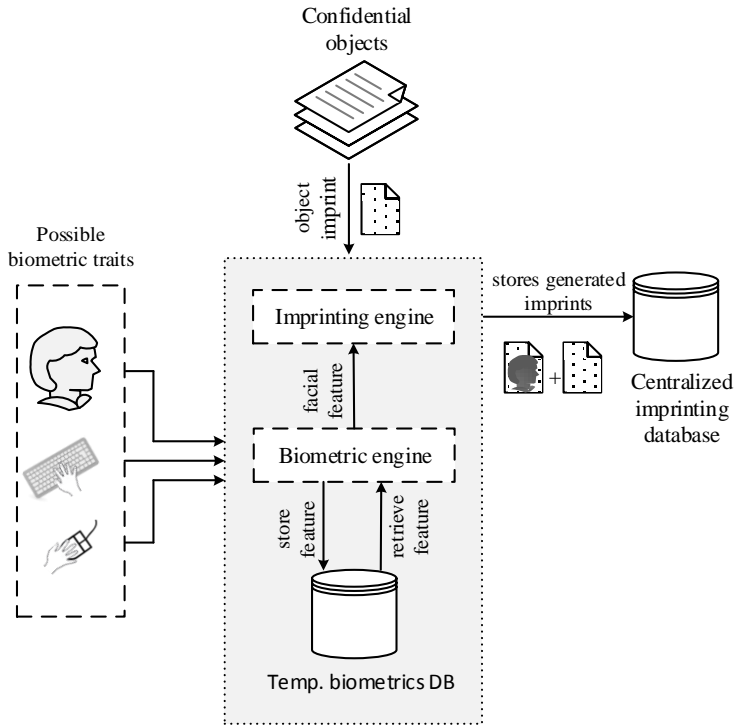 Confidential
objects
object
imprint
Possible
biometric traits
Imprinting engine
stores generated
imprints
+
facial
feature
Centralized
imprinting
database
Biometric engine
store
feature
retrieve
feature
Temp. biometrics DB